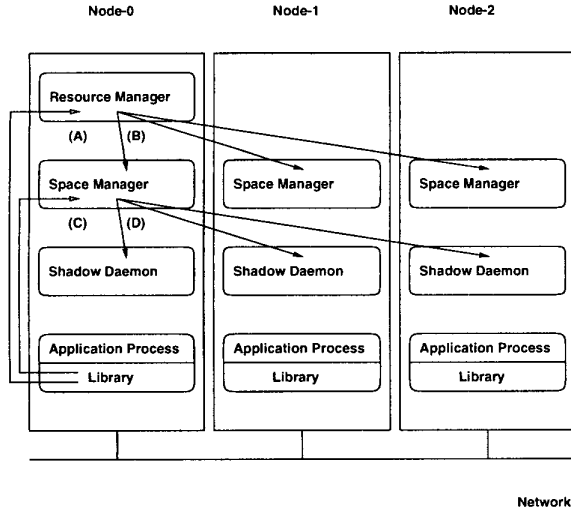 Node-0 Node-1 Node-2
Resource Manager
(A) (B)
Space Manager Space Manager Space Manager
(C) (D)
Shadow Daemon Shadow Daemon Shadow Daemon
Application Process Application Process Application Process
Library Library Library
Network